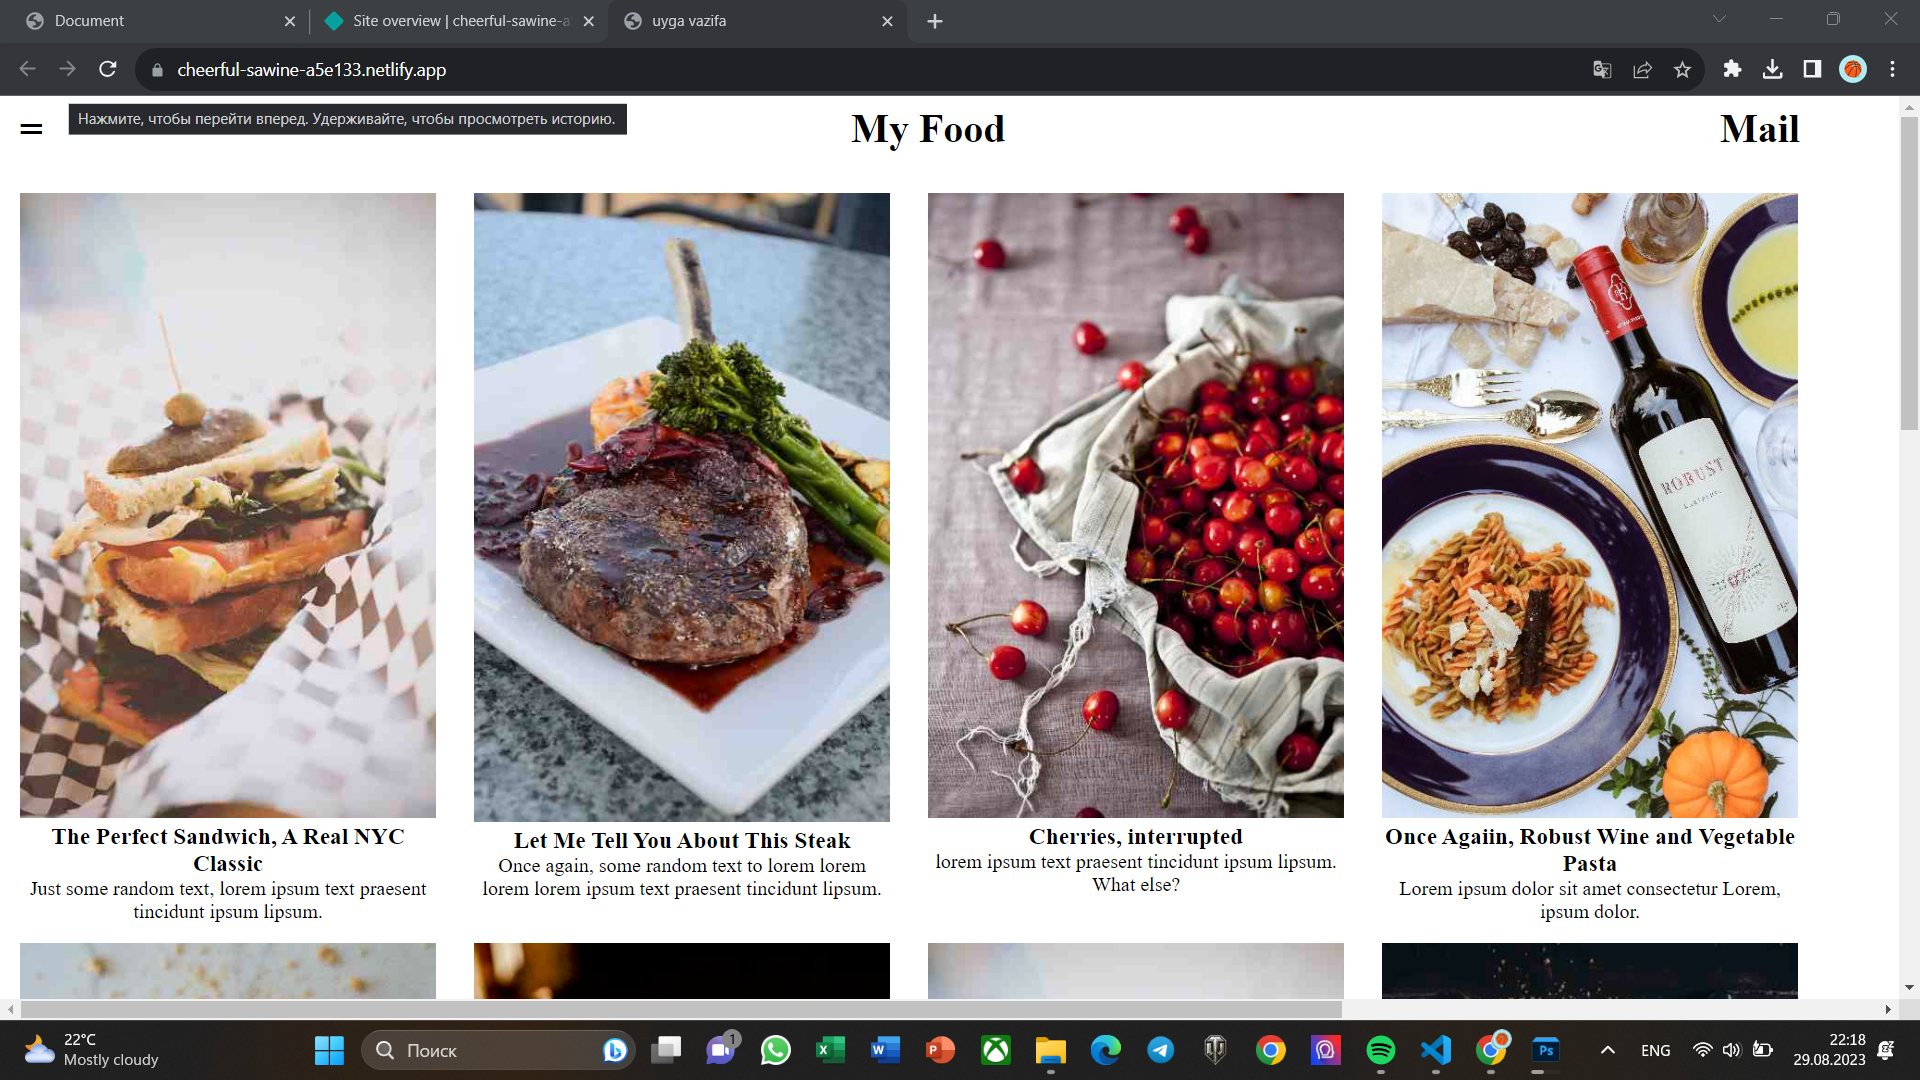 Document
Site overview | cheerful-sawine-a
uyga vazifa
cheerful-sawine-a5e133.netlify.app
Нажмите, чтобы перейти вперед. Удерживайте, чтобы просмотреть историю.
My Food
Mail
ROBUST
The Perfect Sandwich, A Real NYC
Classic
Just some random text, lorem ipsum text praesent
tincidunt ipsum lipsum.
Let Me Tell You About This Steak
Once again, some random text to lorem lorem
lorem lorem ipsum text praesent tincidunt lipsum.
Cherries, interrupted
lorem ipsum text praesent tincidunt ipsum lipsum.
What else?
Once Agaiin, Robust Wine and Vegetable
Pasta
Lorem ipsum dolor sit amet consectetur Lorem,
ipsum dolor.
22°C
Mostly cloudy
Поиск
1
ENG
22:18
29.08.2023